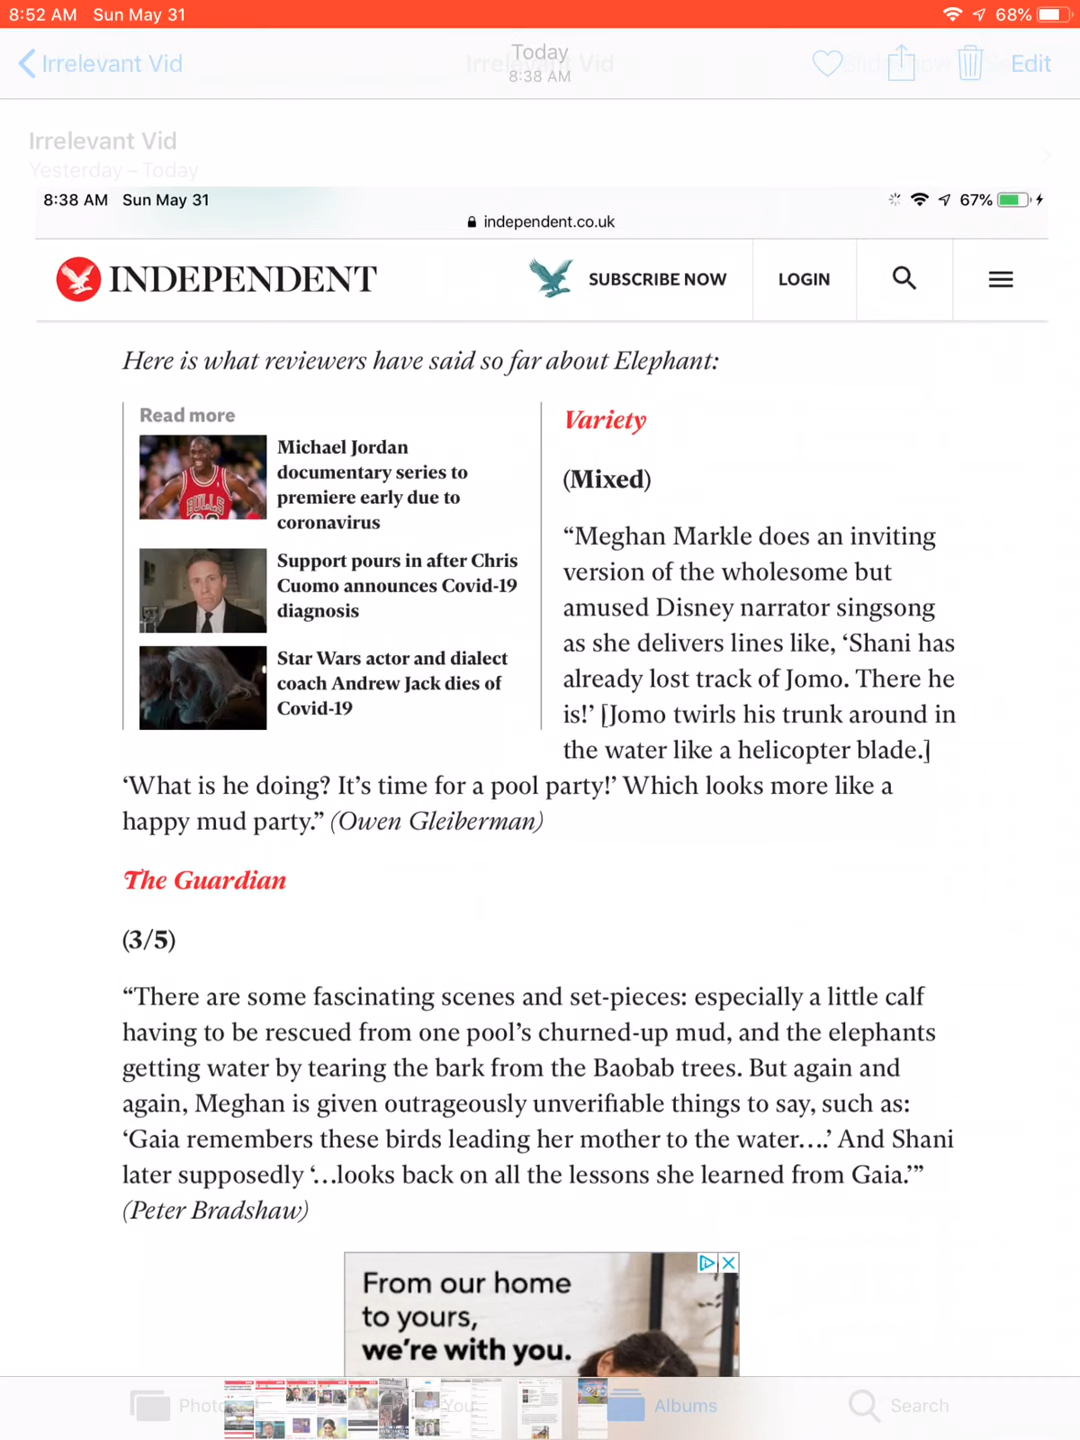 8:52 AM Sun May 31
68%
Irrelevant Vid
Today
8:38 AM
Irrelevant Vid
Edit
Irrelevant Vid
Yesterday – Today
8:38 AM Sun May 31
67%
independent.co.uk
INDEPENDENT
SUBSCRIBE NOW
LOGIN
Here is what reviewers have said so far about Elephant:
Read more
Michael Jordan
documentary series to
premiere early due to
coronavirus
Support pours in after Chris
Cuomo announces Covid-19
diagnosis
Star Wars actor and dialect
coach Andrew Jack dies of
Covid-19
BULLS
Variety
(Mixed)
“Meghan Markle does an inviting
version of the wholesome but
amused Disney narrator singsong
as she delivers lines like, ‘Shani has
already lost track of Jomo. There he
is!’ [Jomo twirls his trunk around in
the water like a helicopter blade.]
‘What is he doing? It’s time for a pool party!’ Which looks more like a
happy mud party.” (Owen Gleiberman)
The Guardian
(3/5)
“There are some fascinating scenes and set-pieces: especially a little calf
having to be rescued from one pool’s churned-up mud, and the elephants
getting water by tearing the bark from the Baobab trees. But again and
again, Meghan is given outrageously unverifiable things to say, such as:
‘Gaia remembers these birds leading her mother to the water….’ And Shani
later supposedly ‘…looks back on all the lessons she learned from Gaia.’”
(Peter Bradshaw)
From our home
to yours,
we’re with you.
Albums
Search